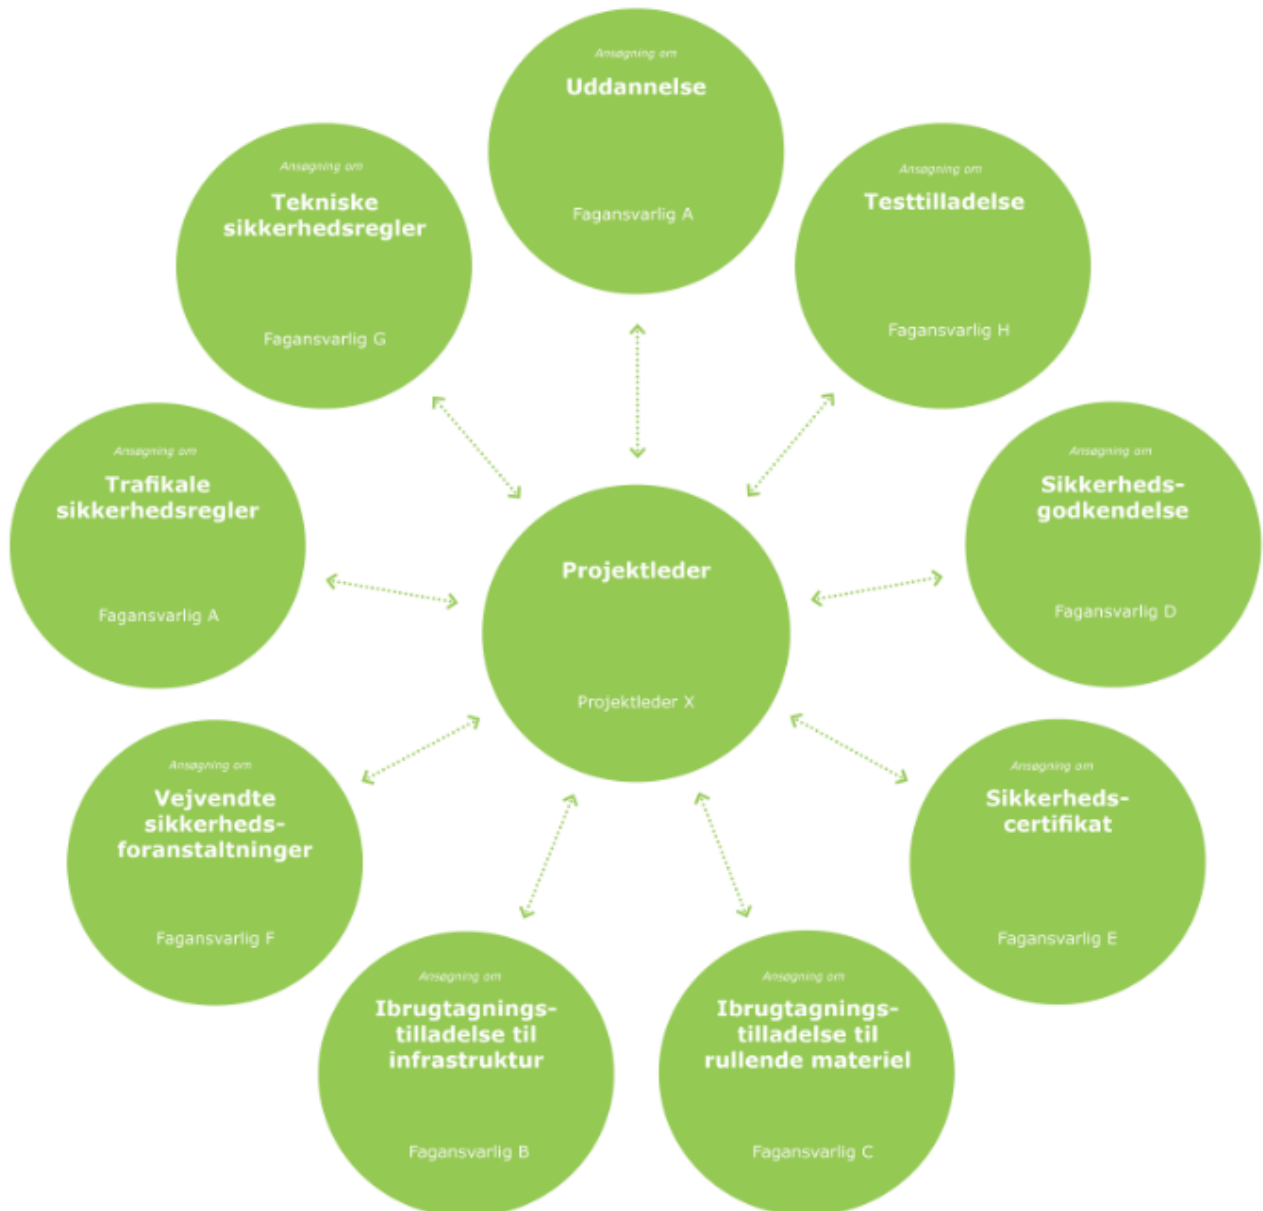 Ansøgning om
Uddannelse
Fagansvarlig A
Ansøgning om
Testtilladelse
Fagansvarlig H
Ansøgning om
Sikkerheds-
godkendelse
Fagansvarlig D
Ansøgning om
Sikkerheds-
certifikat
Fagansvarlig E
Ansøgning om
Ibrugtagnings-
tilladelse til
rullende materiel
Fagansvarlig C
Ansøgning om
Ibrugtagnings-
tilladelse til
infrastruktur
Fagansvarlig B
Ansøgning om
Vejvendte
sikkerheds-
foranstaltninger
Fagansvarlig F
Ansøgning om
Trafikale
sikkerhedsregler
Fagansvarlig A
Ansøgning om
Tekniske
sikkerhedsregler
Fagansvarlig G
Projektleder
Projektleder X